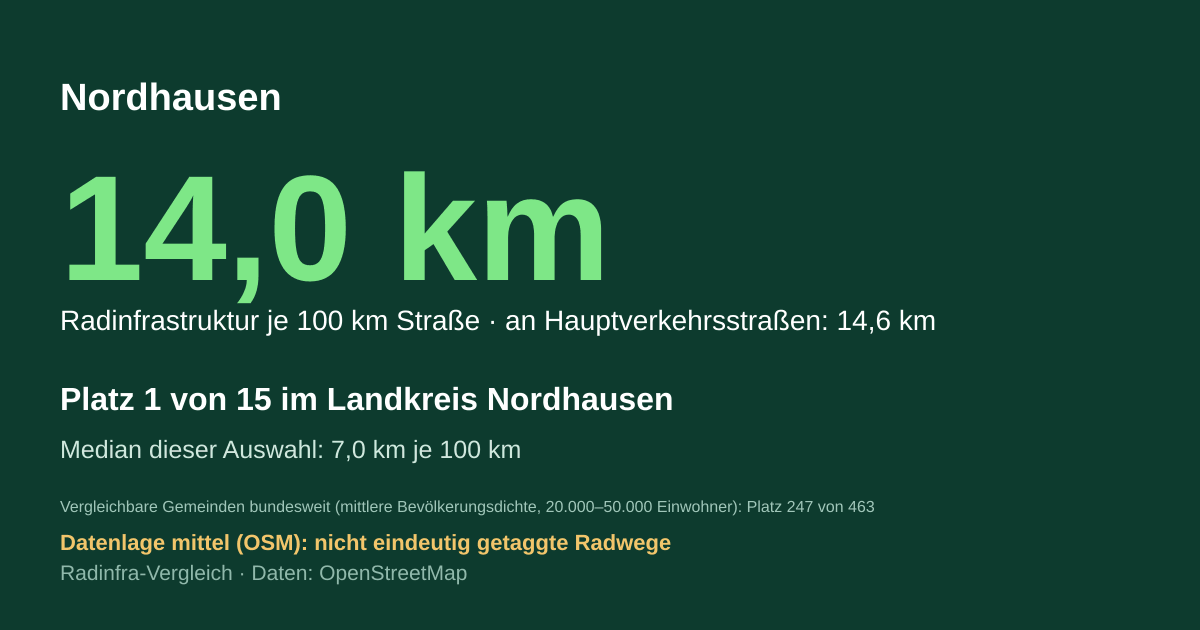 Nordhausen
14,0 km
Radinfrastruktur je 100 km Straße · an Hauptverkehrsstraßen: 14,6 km
Platz 1 von 15 im Landkreis Nordhausen
Median dieser Auswahl: 7,0 km je 100 km
Vergleichbare Gemeinden bundesweit (mittlere Bevölkerungsdichte, 20.000–50.000 Einwohner): Platz 247 von 463
Datenlage mittel (OSM): nicht eindeutig getaggte Radwege
Radinfra-Vergleich · Daten: OpenStreetMap